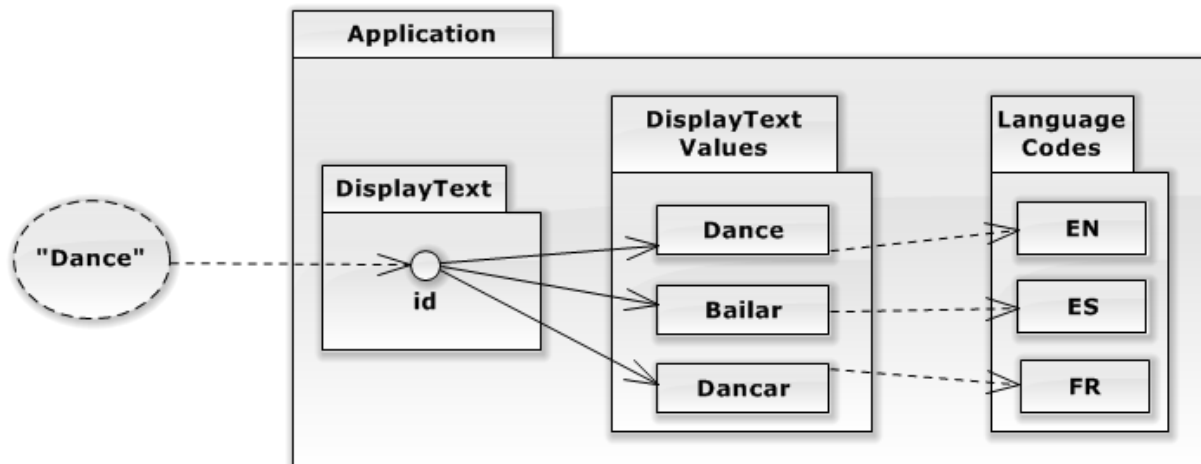 Application
DisplayText
Values
Language
Codes
DisplayText
"Dance"
id
Dance
EN
Bailar
ES
Dancar
FR